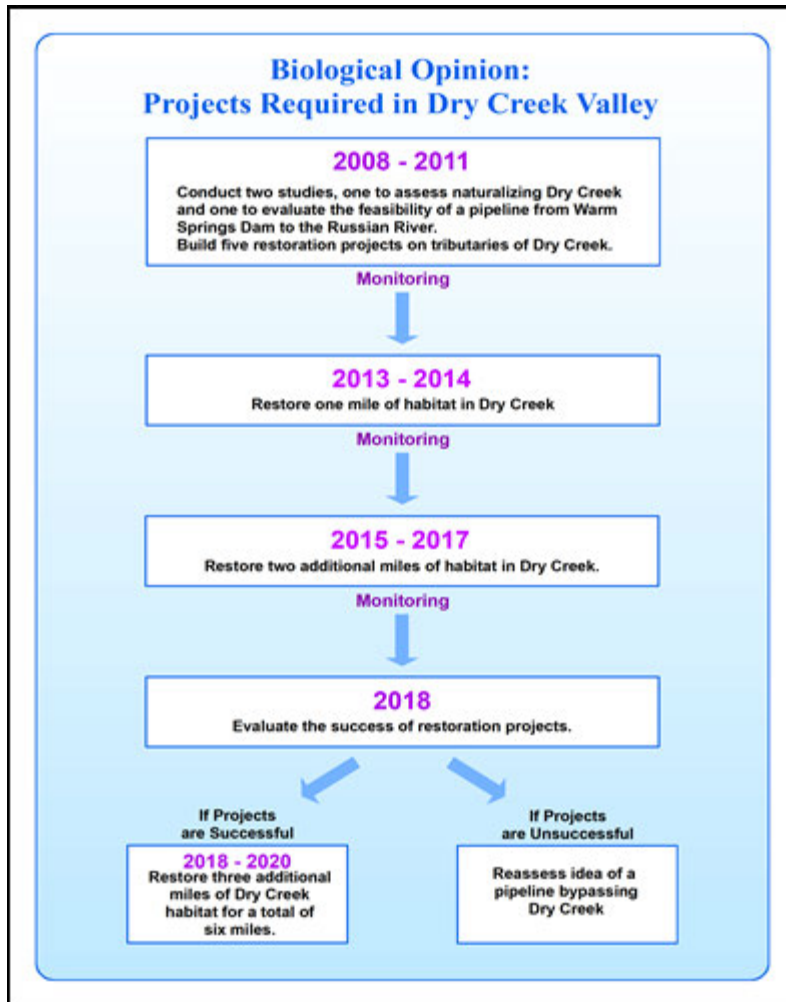 Biological Opinion:
Projects Required in Dry Creek Valley
2008 - 2011
Conduct two studies, one to assess naturalizing Dry Creek
and one to evaluate the feasibility of a pipeline from Warm
Springs Dam to the Russian River.
Build five restoration projects on tributaries of Dry Creek.
Monitoring
2013 - 2014
Restore one mile of habitat in Dry Creek
Monitoring
2015 - 2017
Restore two additional miles of habitat in Dry Creek.
Monitoring
2018
Evaluate the success of restoration projects.
If Projects
are Successful
2018 - 2020
Restore three additional
miles of Dry Creek
habitat for a total of
six miles.
If Projects
are Unsuccessful
Reassess idea of a
pipeline bypassing
Dry Creek